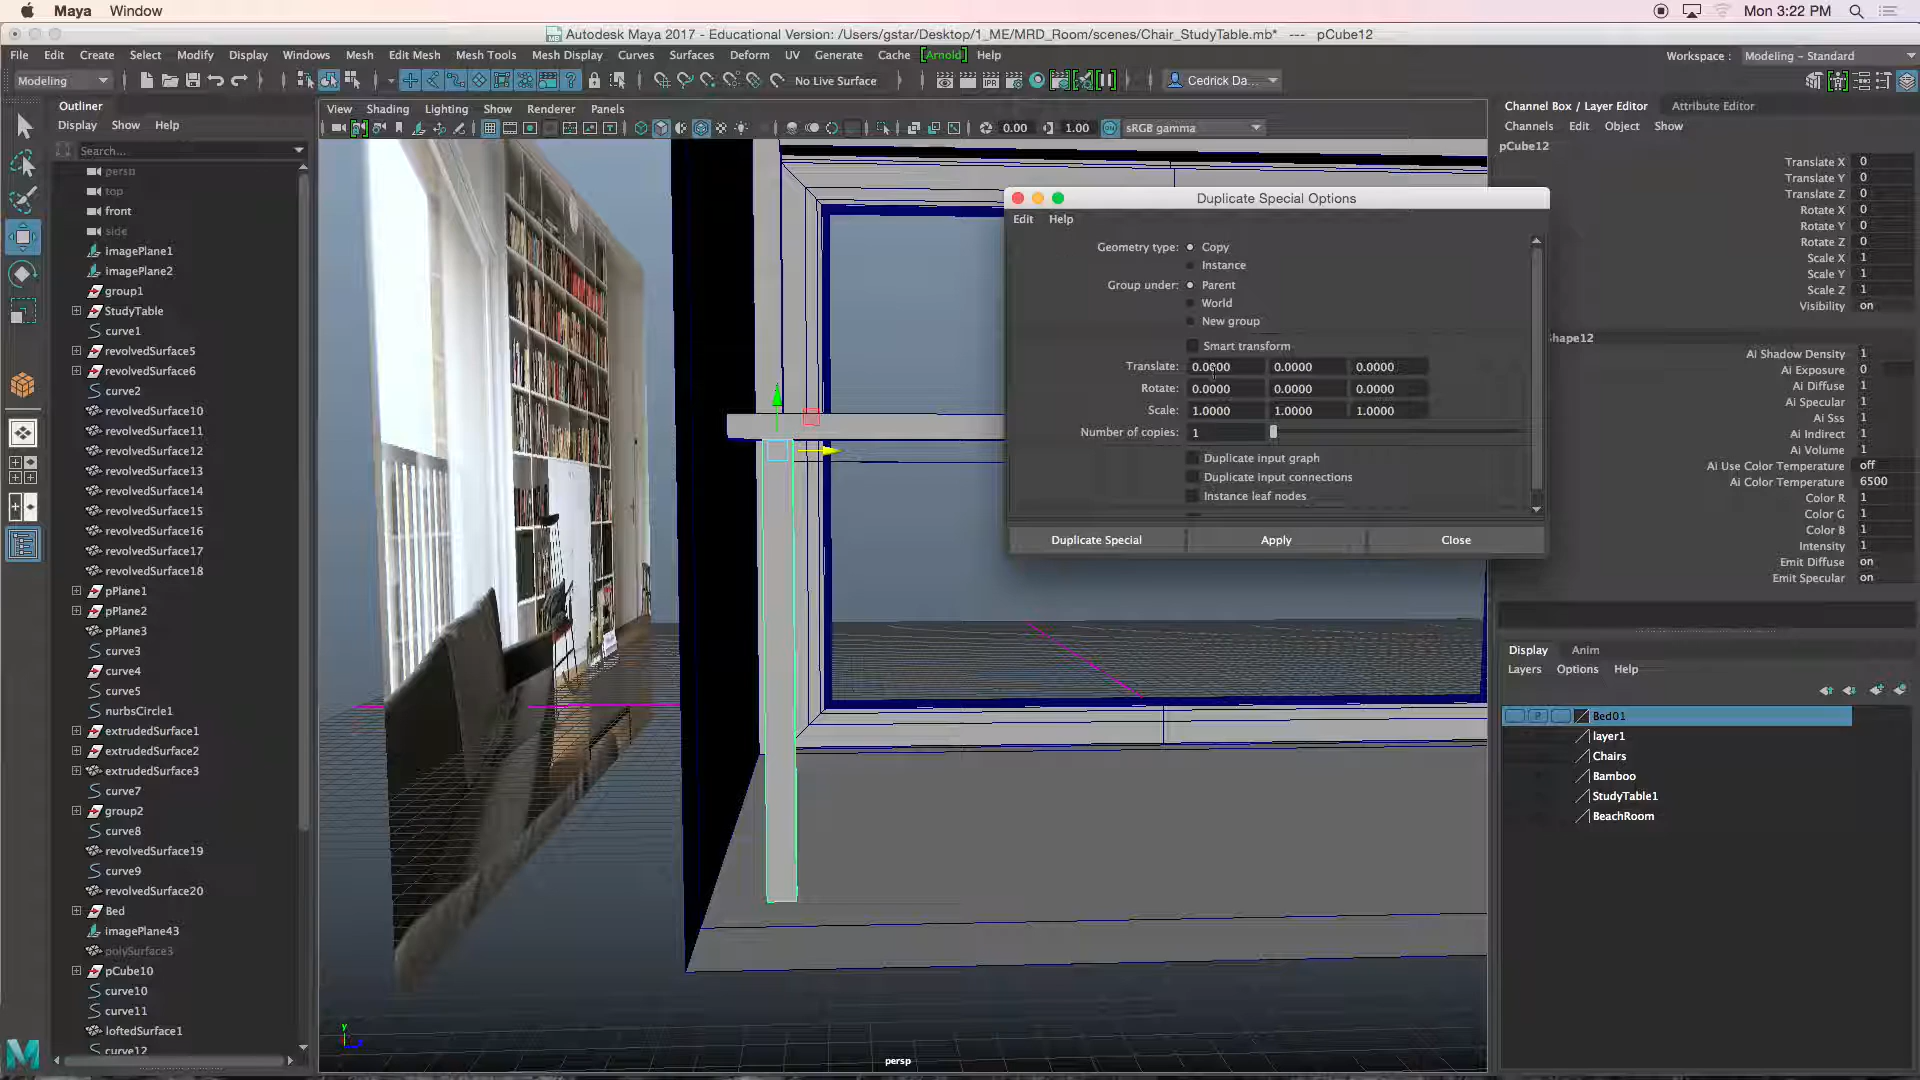 Maya Window
Mon 3:22 PM
Autodesk Maya 2017 - Educational Version: /Users/gstar/Desktop/1_ME/MRD_Room/scenes/Chair_StudyTable.mb* --- pCube12
File Edit Create Select Modify Display Windows Mesh Edit Mesh Mesh Tools Mesh Display Curves Surfaces Deform UV Generate Cache [Arnold] Help
Workspace : Modeling - Standard
Modeling
No Live Surface
Cedrick Da...
Outliner
Display Show Help
Search...
persp
top
front
side
imagePlane1
imagePlane2
group1
StudyTable
curve1
revolvedSurface5
revolvedSurface6
curve2
revolvedSurface10
revolvedSurface11
revolvedSurface12
revolvedSurface13
revolvedSurface14
revolvedSurface15
revolvedSurface16
revolvedSurface17
revolvedSurface18
pPlane1
pPlane2
pPlane3
curve3
curve4
curve5
nurbsCircle1
extrudedSurface1
extrudedSurface2
extrudedSurface3
curve7
group2
curve8
revolvedSurface19
curve9
revolvedSurface20
Bed
imagePlane43
polySurface3
pCube10
curve10
curve11
loftedSurface1
curve12
View Shading Lighting Show Renderer Panels
0.00 1.00 sRGB gamma
persp
Duplicate Special Options
Edit Help
Geometry type: Copy
Instance
Group under: Parent
World
New group
Smart transform
Translate: 0.0000 0.0000 0.0000
Rotate: 0.0000 0.0000 0.0000
Scale: 1.0000 1.0000 1.0000
Number of copies: 1
Duplicate input graph
Duplicate input connections
Instance leaf nodes
Duplicate Special Apply Close
Channel Box / Layer Editor Attribute Editor
Channels Edit Object Show
pCube12
Translate X 0
Translate Y 0
Translate Z 0
Rotate X 0
Rotate Y 0
Rotate Z 0
Scale X 1
Scale Y 1
Scale Z 1
Visibility on
hape12
Ai Shadow Density 1
Ai Exposure 0
Ai Diffuse 1
Ai Specular 1
Ai Sss 1
Ai Indirect 1
Ai Volume 1
Ai Use Color Temperature off
Ai Color Temperature 6500
Color R 1
Color G 1
Color B 1
Intensity 1
Emit Diffuse on
Emit Specular on
Display Anim
Layers Options Help
P Bed01
layer1
Chairs
Bamboo
StudyTable1
BeachRoom